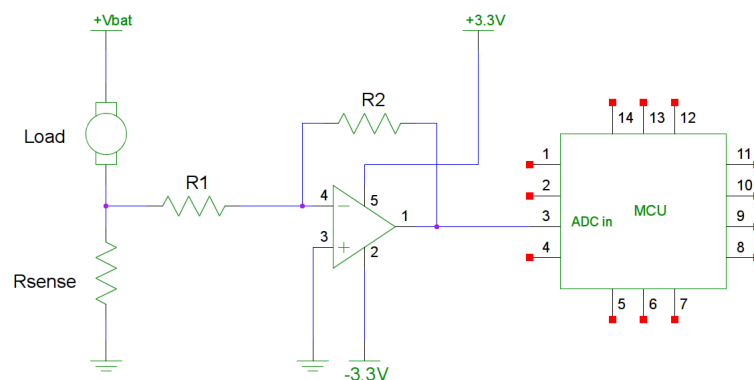 +Vbat
+3.3V
R2
14 13 12
Load
1
11
R1
5
2
10
4
1
3
ADC in
MCU
9
3
2
4
8
Rsense
5 6 7
-3.3V